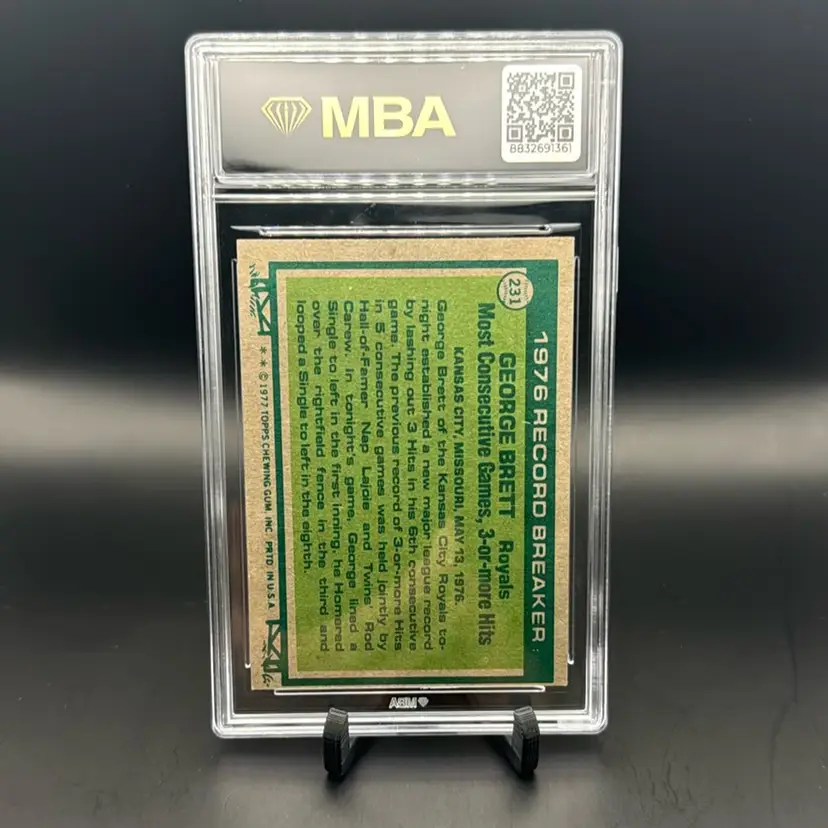 MBA
8832691361
231
1976 RECORD BREAKER
GEORGE BRETT Royals
Most Consecutive Games, 3-or-more Hits
KANSAS CITY, MISSOURI, MAY 13, 1976.
George Brett of the Kansas City Royals to-
night established a new major league record
by lashing out 3 Hits in his 6th consecutive
game. The previous record of 3-or-more Hits
in 5 consecutive games was held jointly by
Hall-of-Famer Nap Lajoie and Twins' Rod
Carew. In tonight's game, George lined a
Single to left in the first inning, he Homered
over the rightfield fence in the third and
looped a Single to left in the eighth.
** © 1977 TOPPS CHEWING GUM, INC. PRTD. IN U.S.A.
MBA